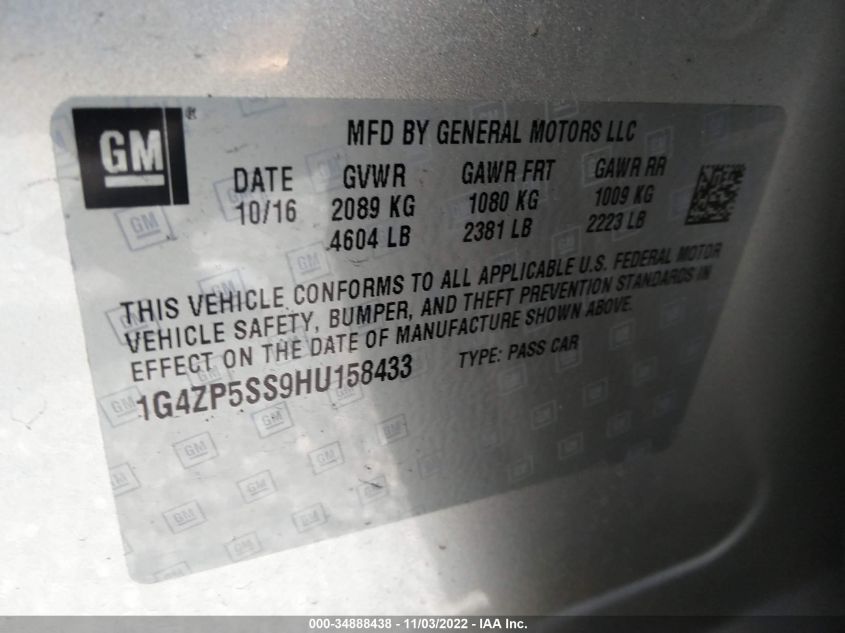 GM ®
MFD BY GENERAL MOTORS LLC
DATE GVWR GAWR FRT GAWR RR
10/16 2089 KG 1080 KG 1009 KG
4604 LB 2381 LB 2223 LB
THIS VEHICLE CONFORMS TO ALL APPLICABLE U.S. FEDERAL MOTOR
VEHICLE SAFETY, BUMPER, AND THEFT PREVENTION STANDARDS IN
EFFECT ON THE DATE OF MANUFACTURE SHOWN ABOVE.
1G4ZP5SS9HU158433 TYPE: PASS CAR
000-34888438 - 11/03/2022 - IAA Inc.